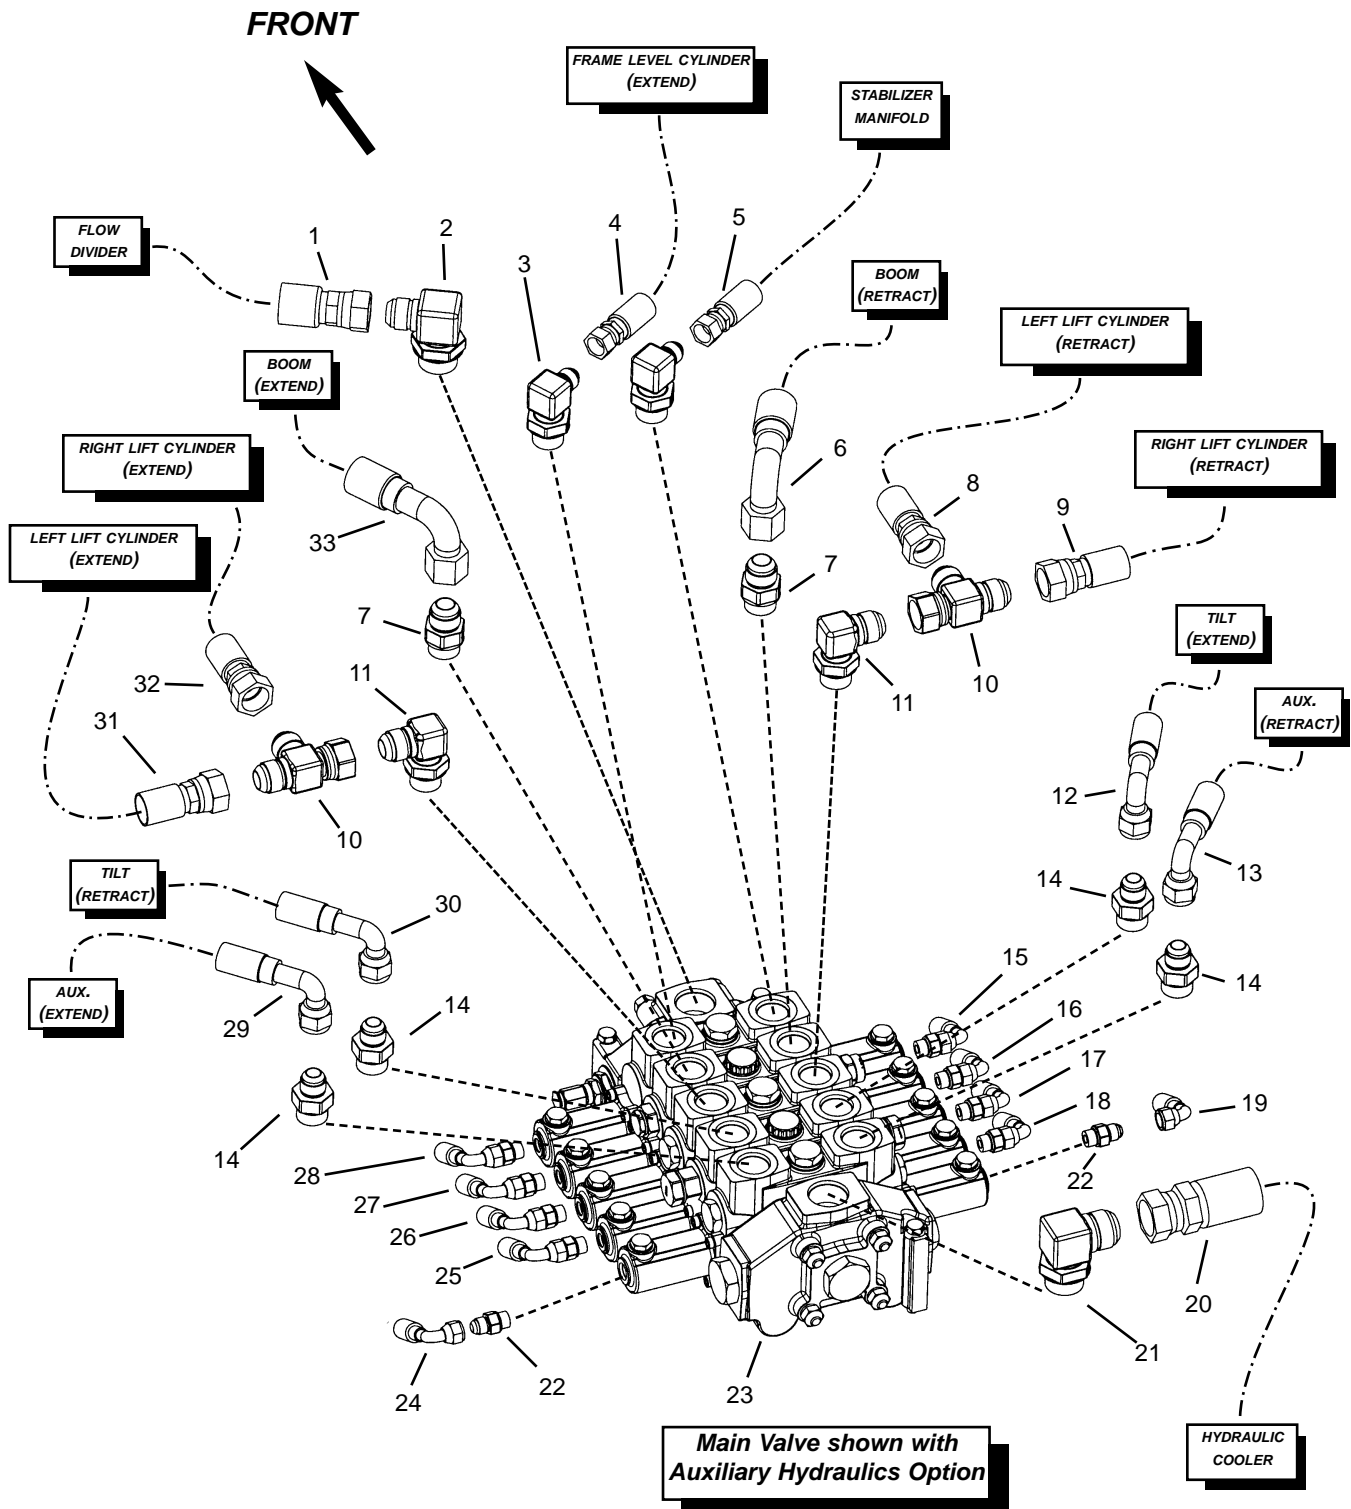 FRONT
FRAME LEVEL CYLINDER
(EXTEND)
STABILIZER
MANIFOLD
FLOW
DIVIDER
1
2
3
4
5
BOOM
(RETRACT)
LEFT LIFT CYLINDER
(RETRACT)
BOOM
(EXTEND)
RIGHT LIFT CYLINDER
(EXTEND)
RIGHT LIFT CYLINDER
(RETRACT)
6
8
9
33
LEFT LIFT CYLINDER
(EXTEND)
7
7
TILT
(EXTEND)
32
11
11
10
31
AUX.
(RETRACT)
12
10
13
TILT
(RETRACT)
30
14
15
14
AUX.
(EXTEND)
29
14
16
17
18
19
14
28
22
27
26
25
20
21
24
22
23
Main Valve shown with
Auxiliary Hydraulics Option
HYDRAULIC
COOLER